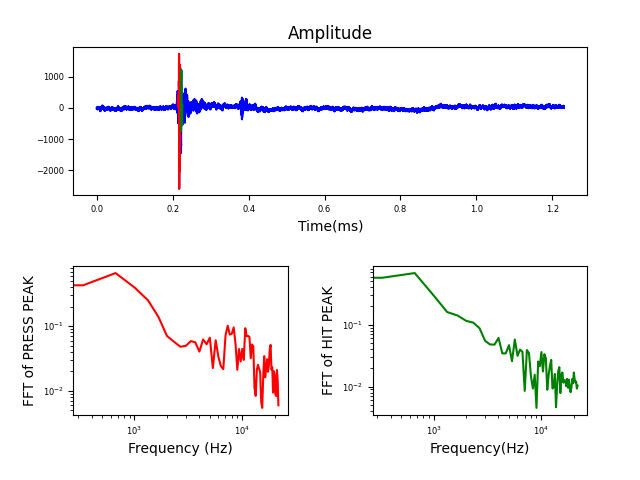 Amplitude
1000
0
−1000
−2000
0.0 0.2 0.4 0.6 0.8 1.0 1.2
Time(ms)
FFT of PRESS PEAK
10⁻¹
10⁻²
10³ 10⁴
Frequency (Hz)
FFT of HIT PEAK
10⁻¹
10⁻²
10³ 10⁴
Frequency(Hz)